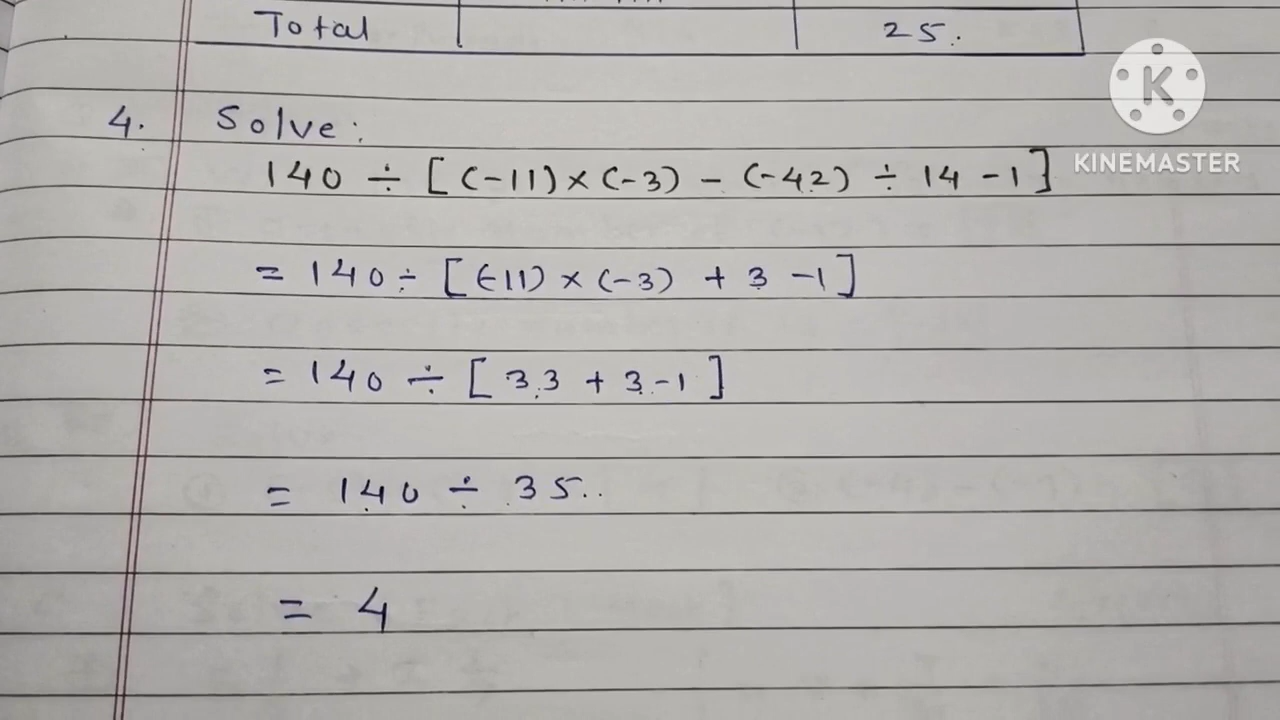 Total 25.
K
KINEMASTER
4. Solve:
140 ÷ [(-11) × (-3) - (-42) ÷ 14 - 1]
= 140 ÷ [(-11) × (-3) + 3 - 1]
= 140 ÷ [33 + 3 - 1]
= 140 ÷ 35..
= 4